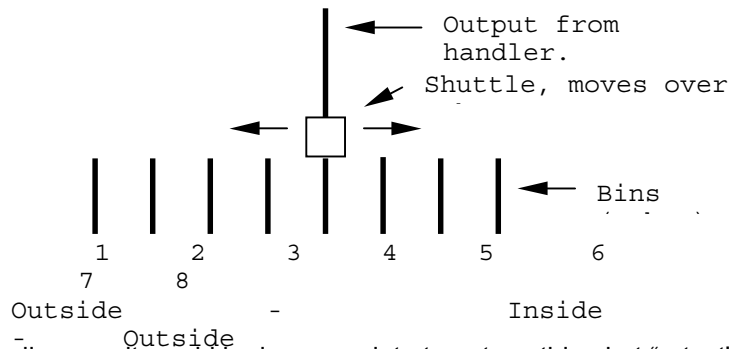 Output from
handler.
Shuttle, moves over
Bins
1 2 3 4 5 6
7 8
Outside - Inside
- Outside